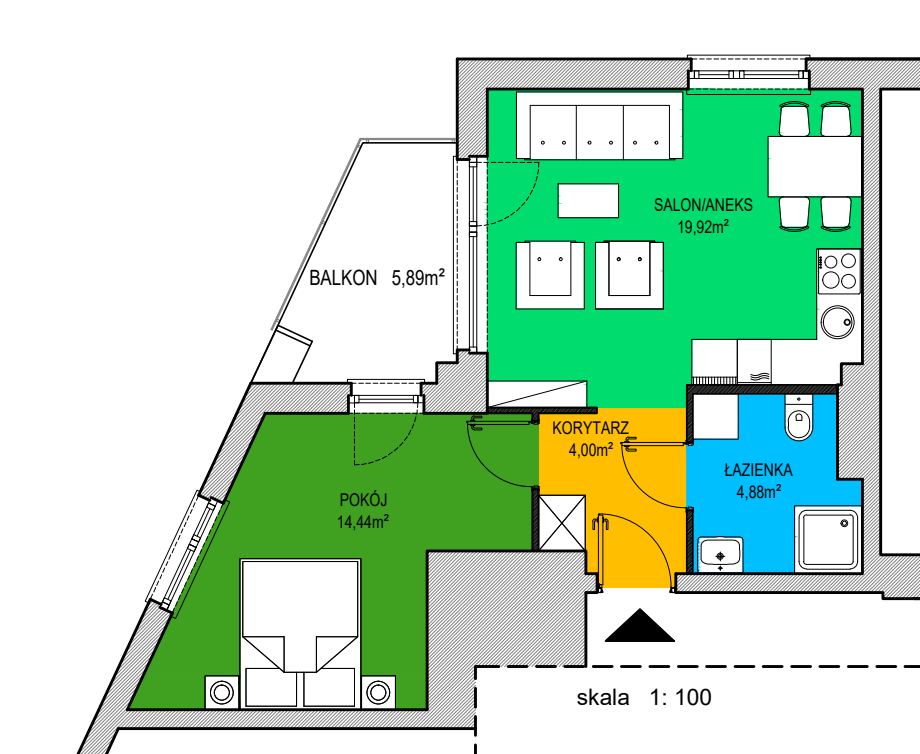 SALON/ANEKS
19,92m²
BALKON 5,89m²
KORYTARZ
4,00m²
ŁAZIENKA
4,88m²
POKÓJ
14,44m²
skala 1: 100